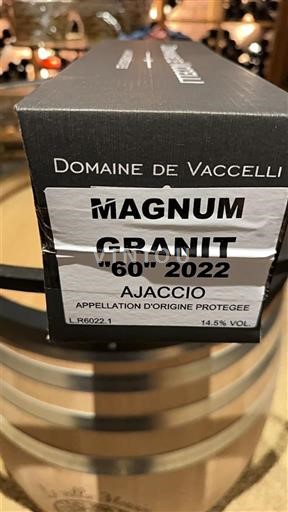 DOMAINE DE VACCELLI
MAGNUM
GRANIT
"60" 2022
AJACCIO
APPELLATION D'ORIGINE PROTEGEE
L.R6022.1 14.5% VOL.